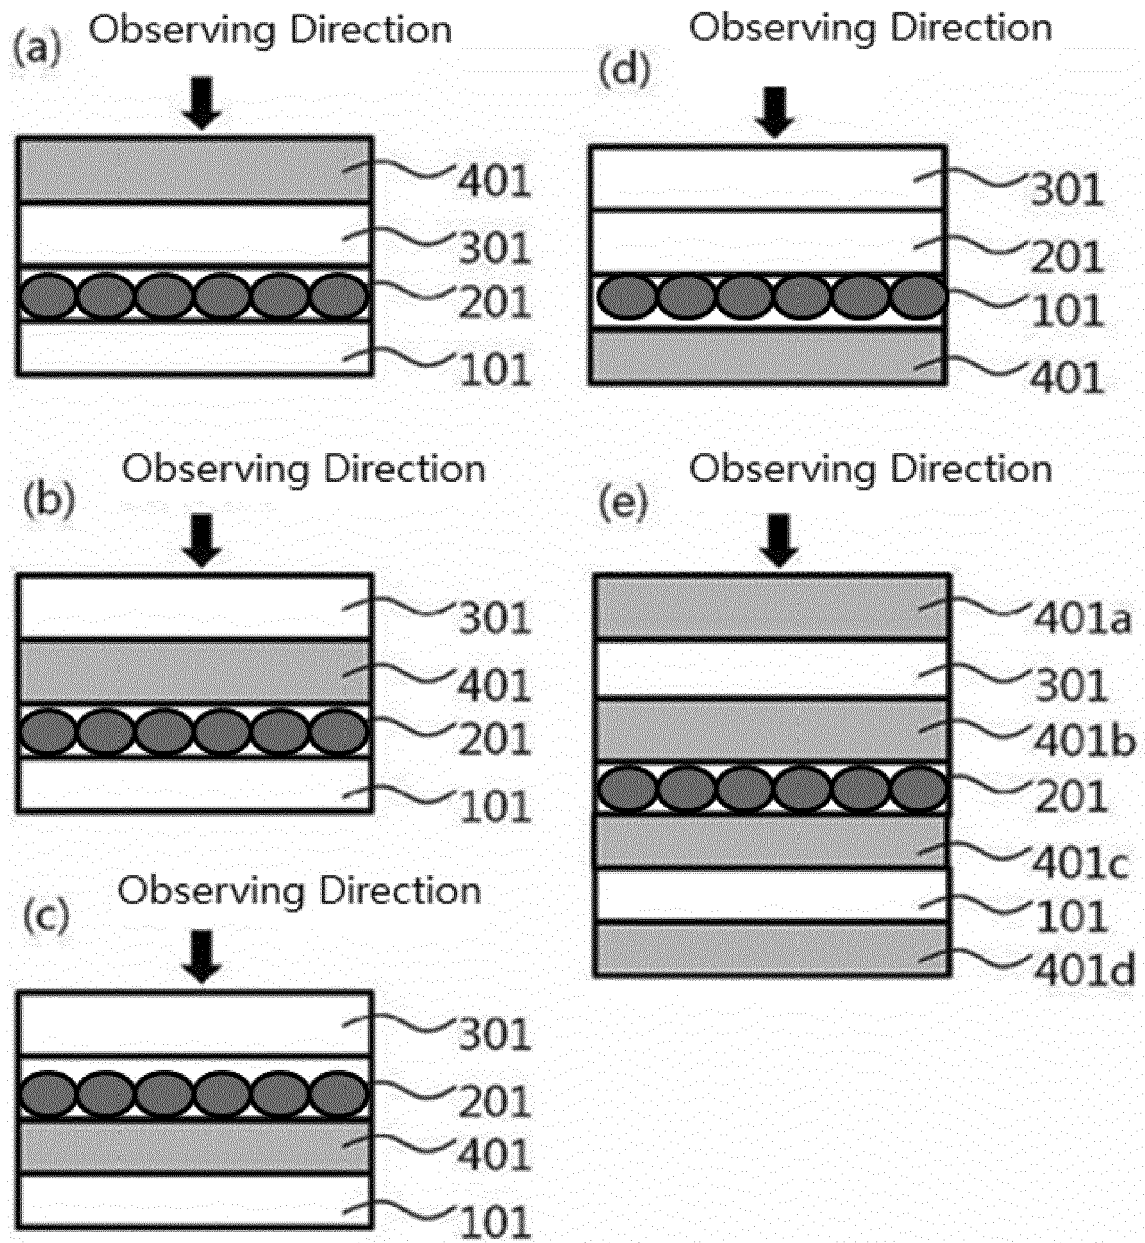 (a) Observing Direction
401
301
201
101
(b) Observing Direction
301
401
201
101
(c) Observing Direction
301
201
401
101
(d) Observing Direction
301
201
101
401
(e) Observing Direction
401a
301
401b
201
401c
101
401d